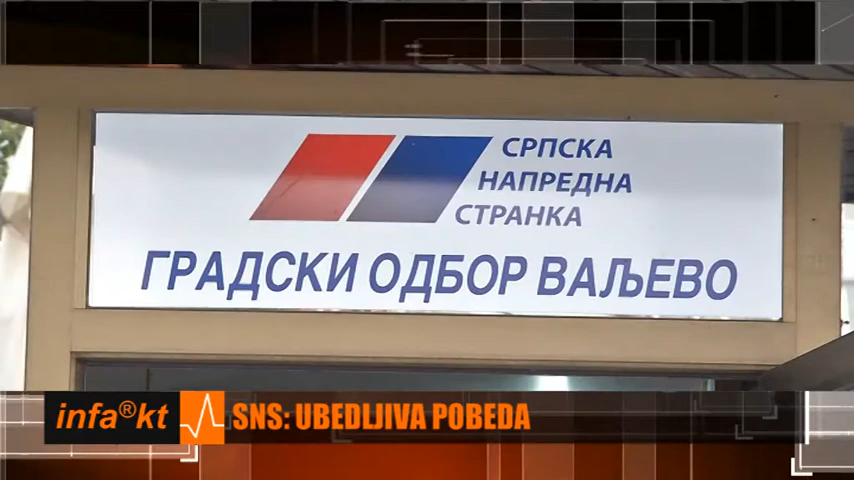 СРПСКА
НАПРЕДНА
СТРАНКА
ГРАДСКИ ОДБОР ВАЉЕВО
infa®kt
SNS: UBEDLJIVA POBEDA